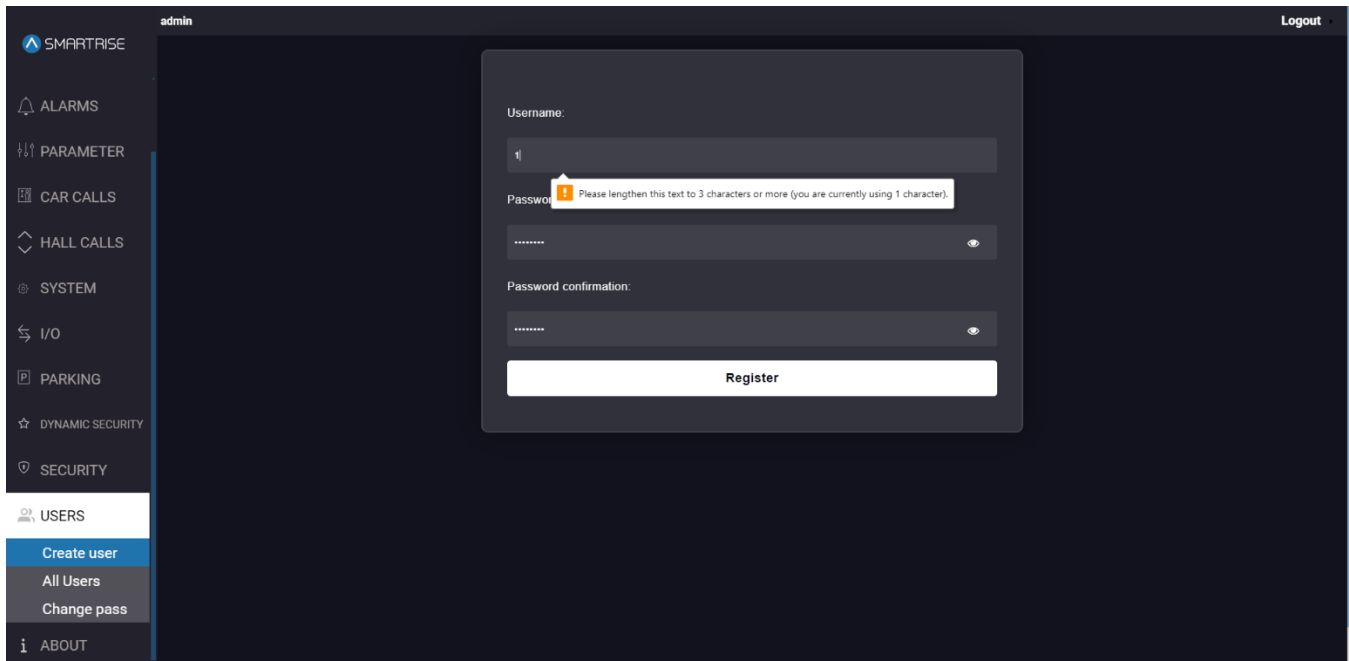 admin
Logout
SMARTRISE
ALARMS
PARAMETER
CAR CALLS
HALL CALLS
SYSTEM
I/O
PARKING
DYNAMIC SECURITY
SECURITY
USERS
Create user
All Users
Change pass
ABOUT
Username:
1
Please lengthen this text to 3 characters or more (you are currently using 1 character).
Passwor
••••••••
Password confirmation:
••••••••
Register